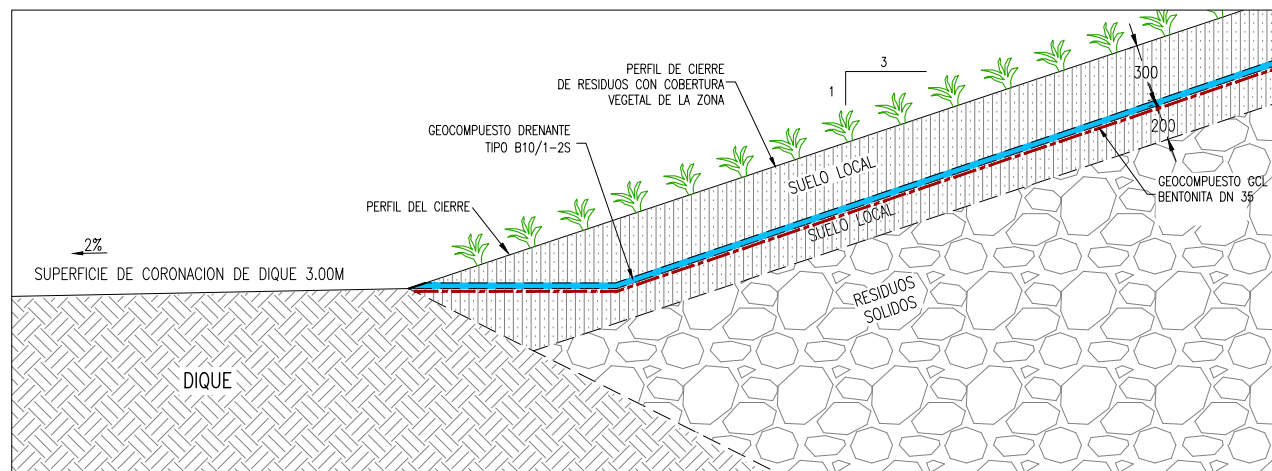 PERFIL DE CIERRE
DE RESIDUOS CON COBERTURA
VEGETAL DE LA ZONA
3
1
300
200
GEOCOMPUESTO DRENANTE
TIPO B10/1-2S
SUELO LOCAL
GEOCOMPUESTO GCL
BENTONITA DN 35
PERFIL DEL CIERRE
SUELO LOCAL
2%
SUPERFICIE DE CORONACION DE DIQUE 3.00M
RESIDUOS
SOLIDOS
DIQUE